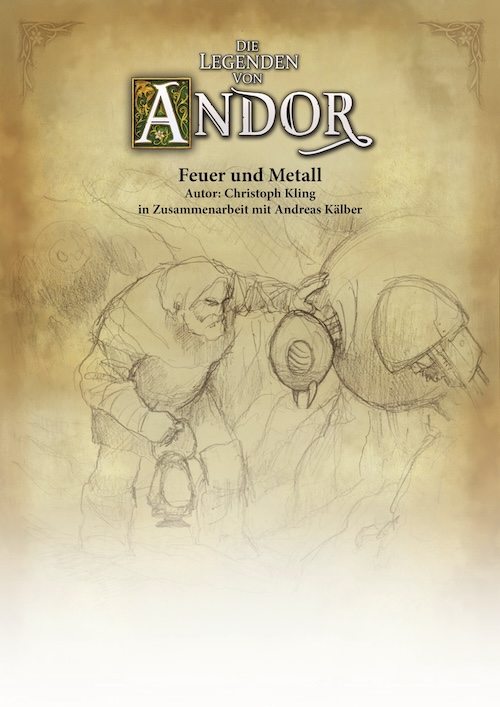 DIE
LEGENDEN
VON
ANDOR
Feuer und Metall
Autor: Christoph Kling
in Zusammenarbeit mit Andreas Kälber